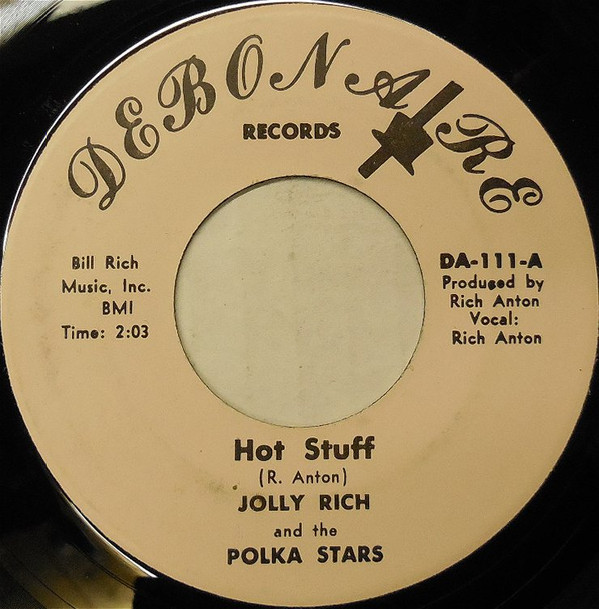 DEBONAIRE
RECORDS
Bill Rich
Music, Inc.
BMI
Time: 2:03
DA-111-A
Produced by
Rich Anton
Vocal:
Rich Anton
Hot Stuff
(R. Anton)
JOLLY RICH
and the
POLKA STARS